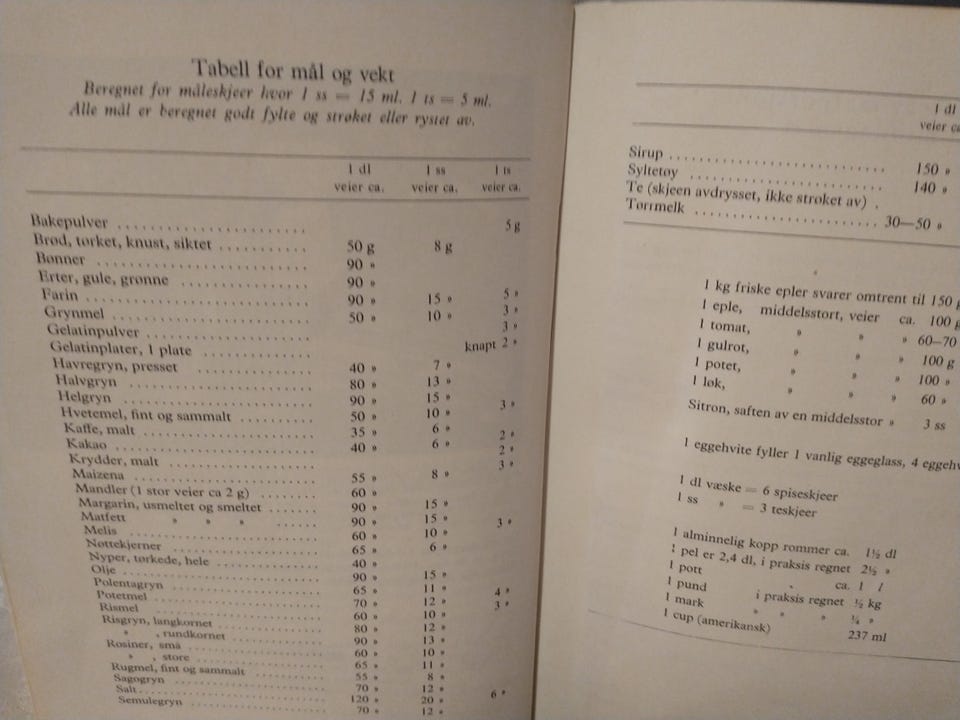 Tabell for mål og vekt
Beregnet for måleskjeer hvor 1 ss = 15 ml. 1 ts = 5 ml.
Alle mål er beregnet godt fylte og strøket eller rystet av.
1 dl 1 ss 1 ts
veier ca. veier ca. veier ca.
Bakepulver ........................ 5 g
Brød, tørket, knust, siktet ............ 50 g 8 g
Bønner ........................ 90 »
Erter, gule, grønne ................ 90 »
Farin ........................ 90 » 15 » 5 »
Grynmel ........................ 50 » 10 » 3 »
Gelatinpulver .................... 3 »
Gelatinplater, 1 plate .............. knapt 2 »
Havregryn, presset ................ 40 » 7 »
Halvgryn ...................... 80 » 13 »
Helgryn ...................... 90 » 15 »
Hvetemel, fint og sammalt .......... 50 » 10 » 3 »
Kaffe, malt .................... 35 » 6 »
Kakao ........................ 40 » 6 » 2 »
Krydder, malt .................. 2 »
Maizena ...................... 55 » 8 » 3 »
Mandler (1 stor veier ca 2 g) ........ 60 »
Margarin, usmeltet og smeltet ........ 90 » 15 »
Matfett » » » ...... 90 » 15 »
Melis ........................ 60 » 10 » 3 »
Nøttekjerner .................... 65 » 6 »
Nyper, tørkede, hele .............. 40 »
Olje ........................ 90 » 15 »
Polentagryn .................... 65 » 11 »
Potetmel ...................... 70 » 12 » 4 »
Rismel ...................... 60 » 10 » 3 »
Risgryn, langkornet .............. 80 » 12 »
» , rundkornet .............. 90 » 13 »
Rosiner, små .................... 60 » 10 »
» , store .................. 65 » 11 »
Rugmel, fint og sammalt .......... 55 » 8 »
Sagogryn ...................... 70 » 12 »
Salt ........................ 120 » 20 » 6 »
Semulegryn .................... 70 » 12 »
1 dl
veier ca
Sirup ........................ 150 »
Syltetøy ...................... 140 »
Te (skjeen avdrysset, ikke strøket av) .
Tørrmelk ...................... 30—50 »
1 kg friske epler svarer omtrent til 150 g
1 eple, middelsstort, veier ca. 100 g
1 tomat, » » » 60—70
1 gulrot, » » » 100 g
1 potet, » » » 100 »
1 løk, » » » 60 »
Sitron, saften av en middelsstor » 3 ss
1 eggehvite fyller 1 vanlig eggeglass, 4 eggehv
1 dl væske = 6 spiseskjeer
1 ss » = 3 teskjeer
1 alminnelig kopp rommer ca. 1½ dl
1 pel er 2,4 dl, i praksis regnet 2½ »
1 pott ca. 1 l
1 pund i praksis regnet ½ kg
1 mark » » » ¼ »
1 cup (amerikansk) 237 ml